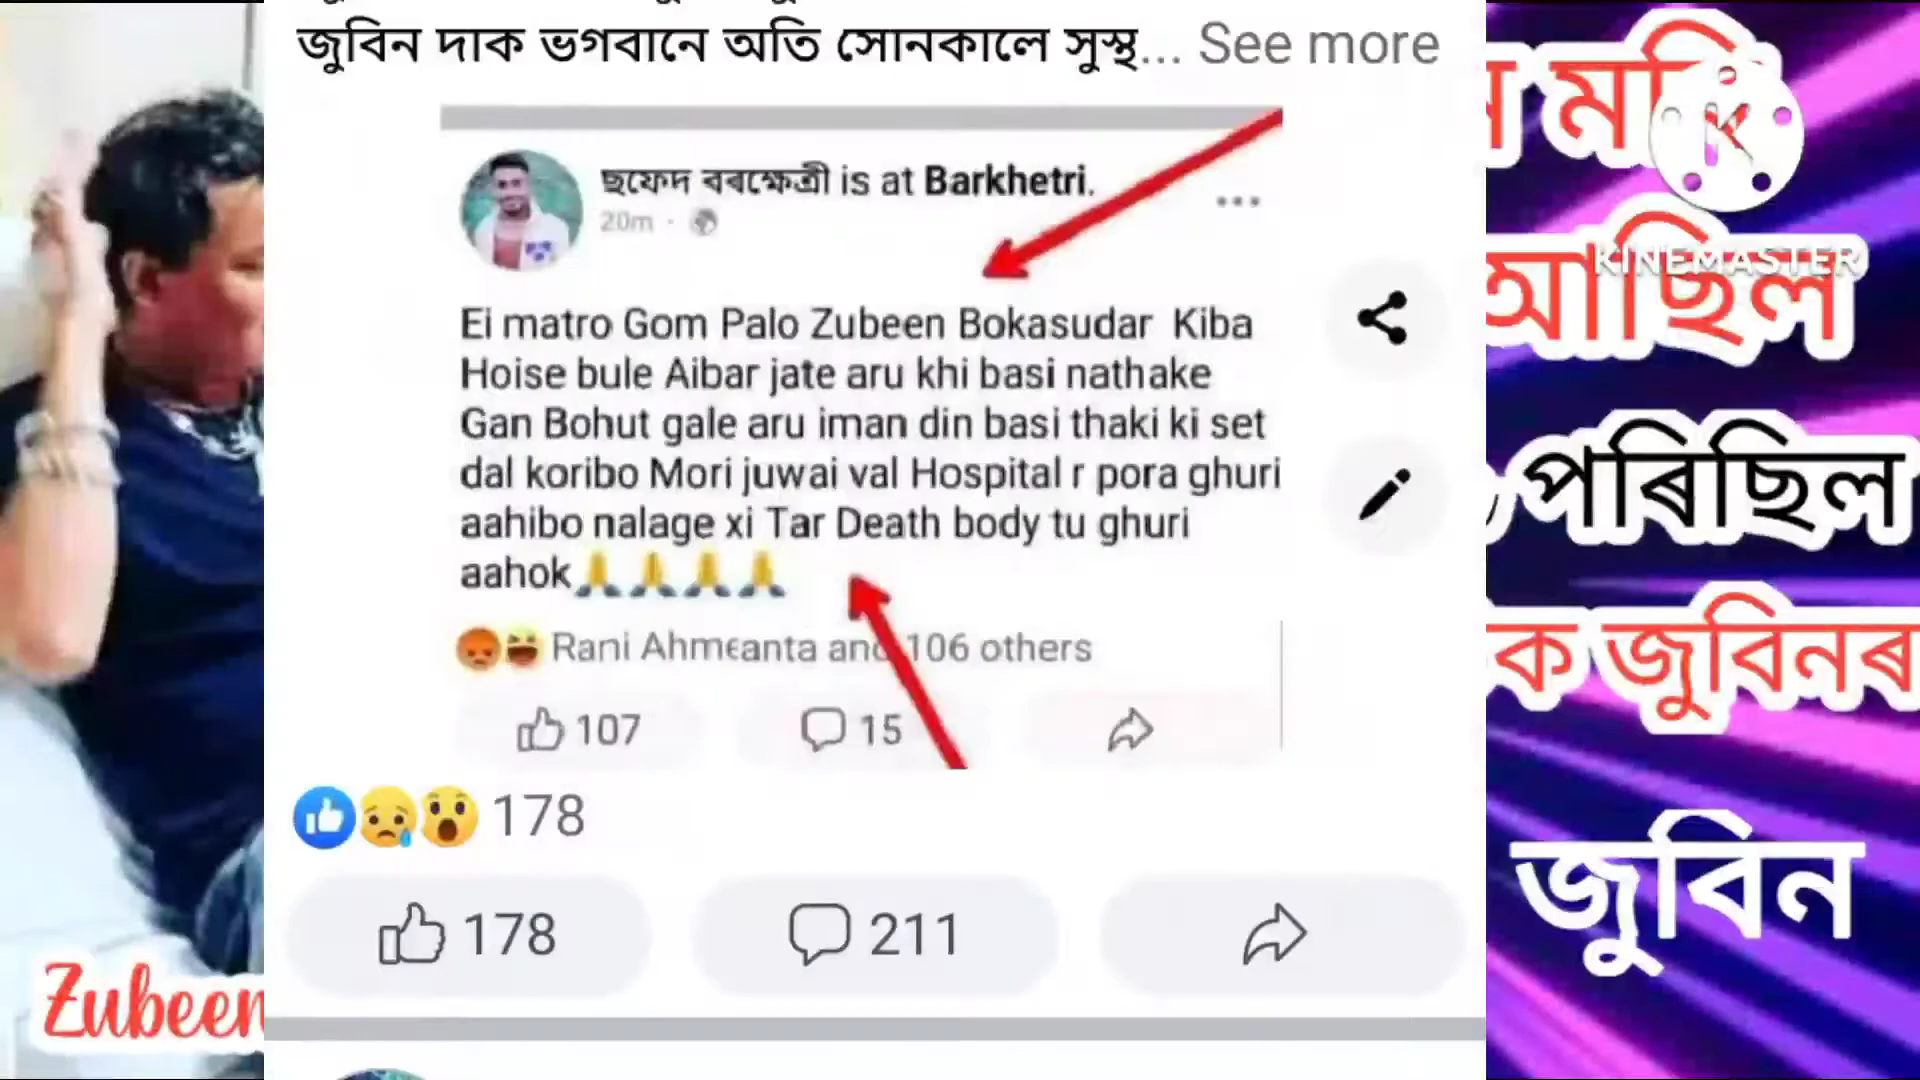 জুবিন দাক ভগবানে অতি সোনকালে সুস্থ... See more
ছফেদ বৰক্ষেত্ৰী is at Barkhetri.
20m
Ei matro Gom Palo Zubeen Bokasudar Kiba
Hoise bule Aibar jate aru khi basi nathake
Gan Bohut gale aru iman din basi thaki ki set
dal koribo Mori juwai val Hospital r pora ghuri
aahibo nalage xi Tar Death body tu ghuri
aahok🙏🙏🙏🙏
Rani Ahmeanta and 106 others
107
15
178
178
211
Zubeen
KINEMASTER
আছিল
পৰিছিল
ক জুবিনৰ
জুবিন